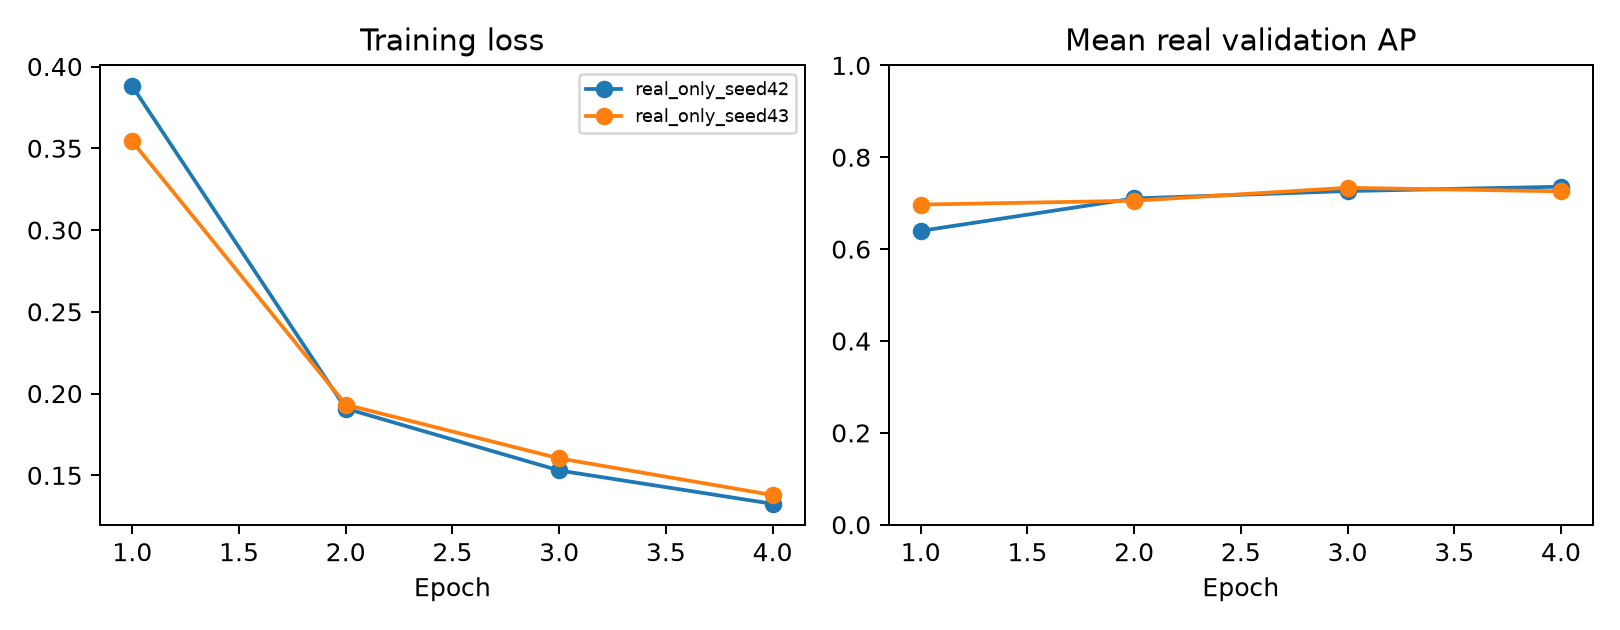 Training loss
0.40
0.35
0.30
0.25
0.20
0.15
real_only_seed42
real_only_seed43
1.0 1.5 2.0 2.5 3.0 3.5 4.0
Epoch
Mean real validation AP
1.0
0.8
0.6
0.4
0.2
0.0
1.0 1.5 2.0 2.5 3.0 3.5 4.0
Epoch